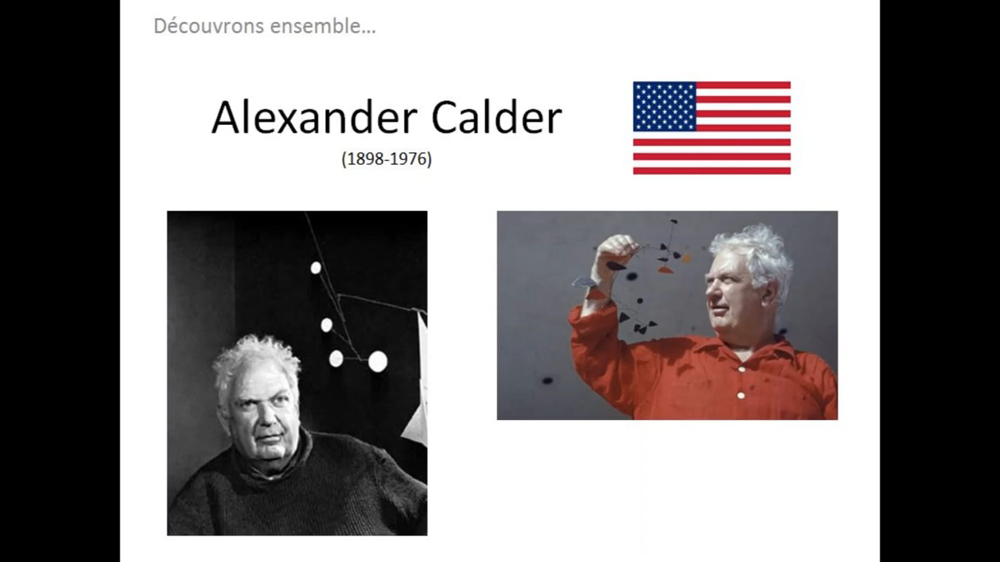 Découvrons ensemble...
Alexander Calder
(1898-1976)